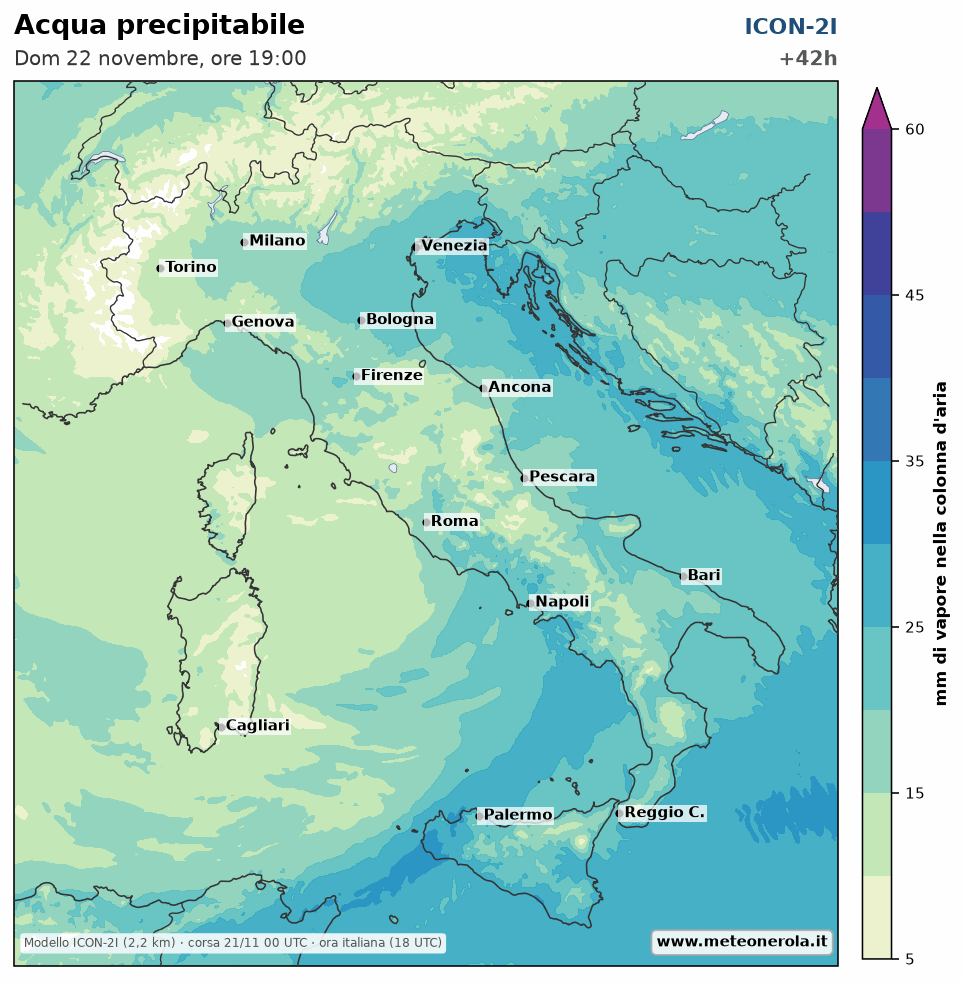 Acqua precipitabile
ICON-2I
Dom 22 novembre, ore 19:00
+42h
60
Venezia
Milano
Torino
45
Bologna
Genova
Firenze
Ancona
35
Pescara
Roma
Bari
Napoli
25
mm di vapore nella colonna d'aria
Cagliari
15
Reggio C.
Palermo
Modello ICON-2I (2,2 km) · corsa 21/11 00 UTC · ora italiana (18 UTC)
www.meteonerola.it
5